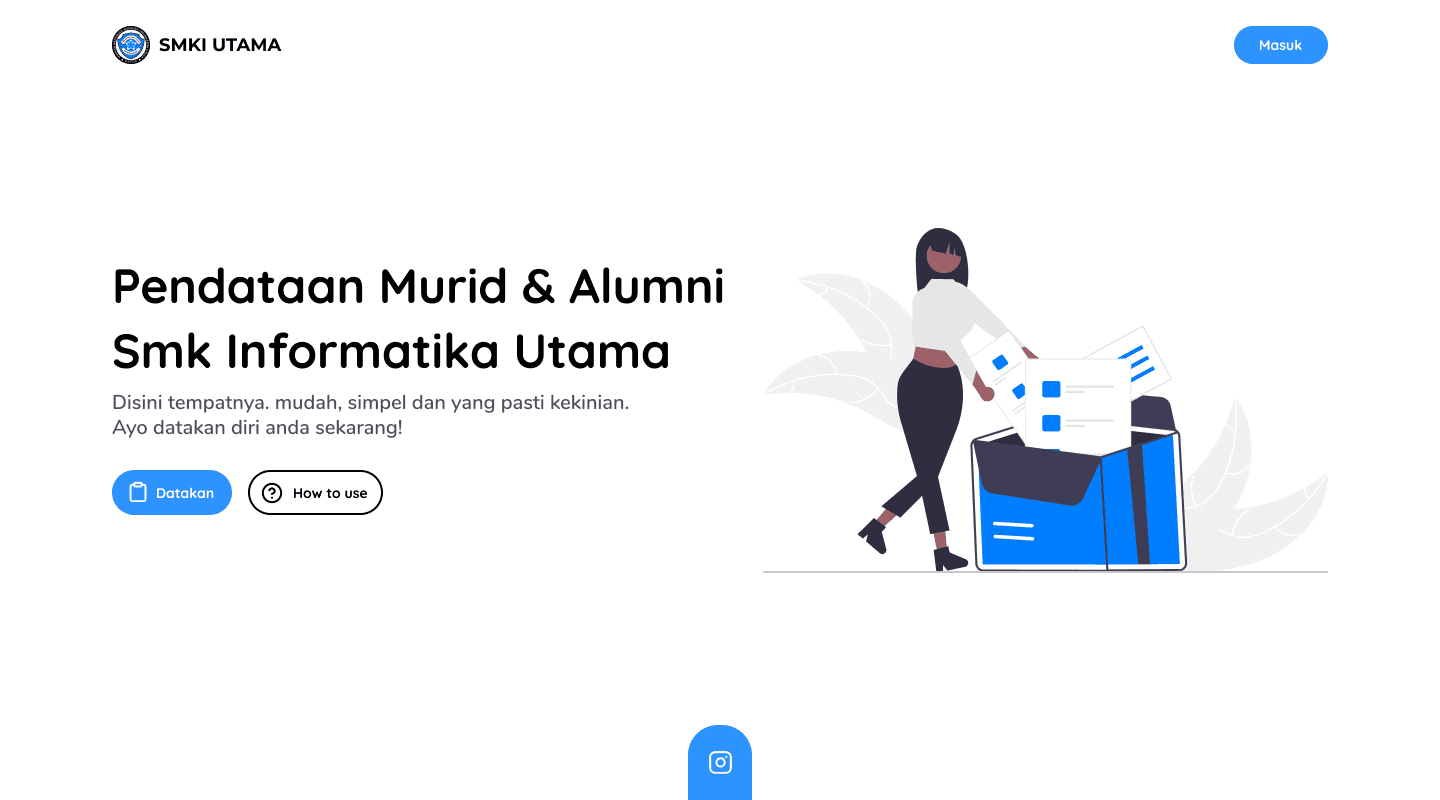 SMKI UTAMA
Masuk
Pendataan Murid & Alumni
Smk Informatika Utama
Disini tempatnya. mudah, simpel dan yang pasti kekinian.
Ayo datakan diri anda sekarang!
Datakan
How to use